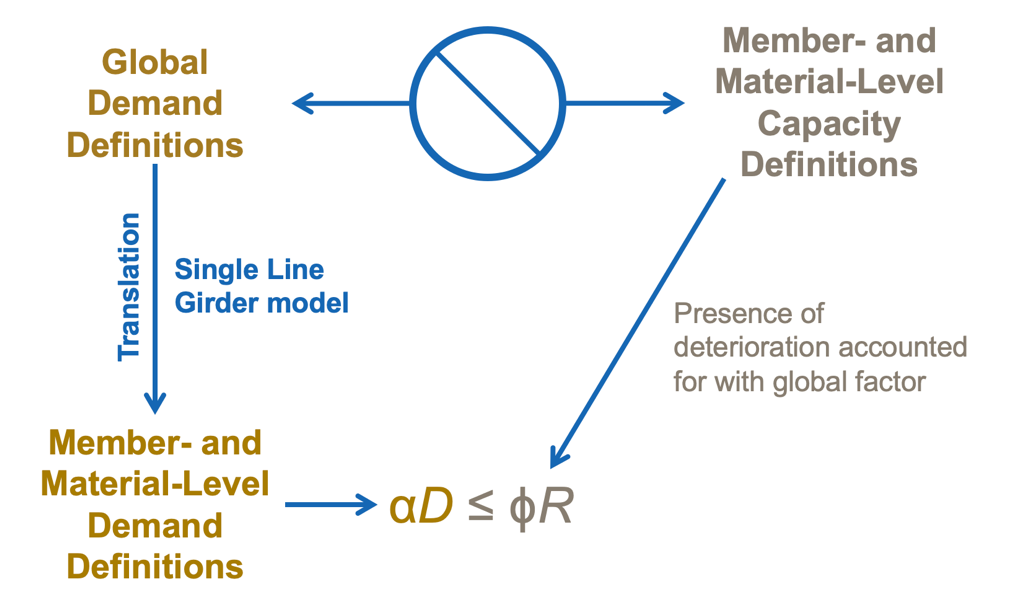 Global
Demand
Definitions
Member- and
Material-Level
Capacity
Definitions
Translation
Single Line
Girder model
Presence of
deterioration accounted
for with global factor
Member- and
Material-Level
Demand
Definitions
αD ≤ ϕR